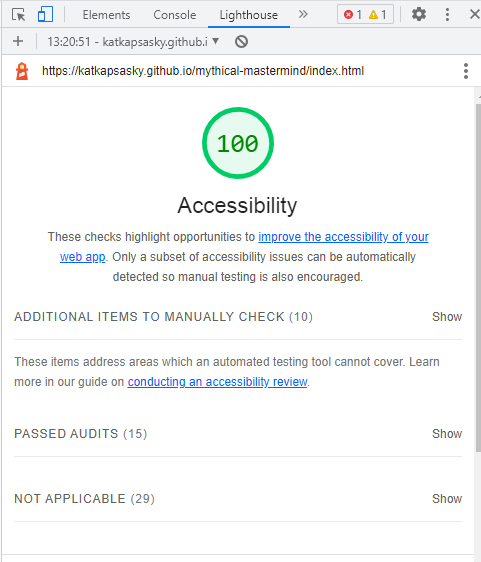 Elements Console Lighthouse » 1 1
13:20:51 - katkapsasky.github.i
https://katkapsasky.github.io/mythical-mastermind/index.html
100
Accessibility
These checks highlight opportunities to improve the accessibility of your
web app. Only a subset of accessibility issues can be automatically
detected so manual testing is also encouraged.
ADDITIONAL ITEMS TO MANUALLY CHECK (10) Show
These items address areas which an automated testing tool cannot cover. Learn
more in our guide on conducting an accessibility review.
PASSED AUDITS (15) Show
NOT APPLICABLE (29) Show